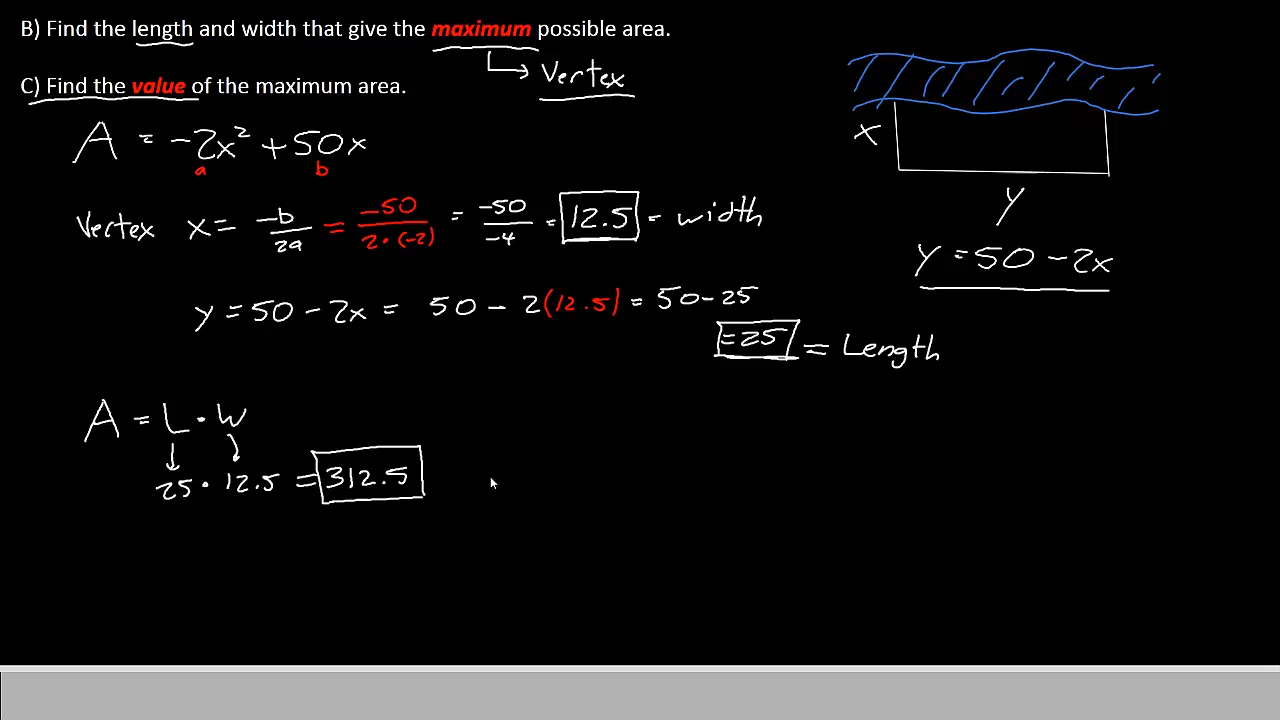 B) Find the length and width that give the maximum possible area.
Vertex
C) Find the value of the maximum area.
A = -2x² + 50x
a b
Vertex x = -b/2a = -50/2·(-2) = -50/-4 = 12.5 = width
y = 50 - 2x = 50 - 2(12.5) = 50 - 25
= 25 = Length
A = L · W
25 · 12.5 = 312.5
x
y
y = 50 - 2x